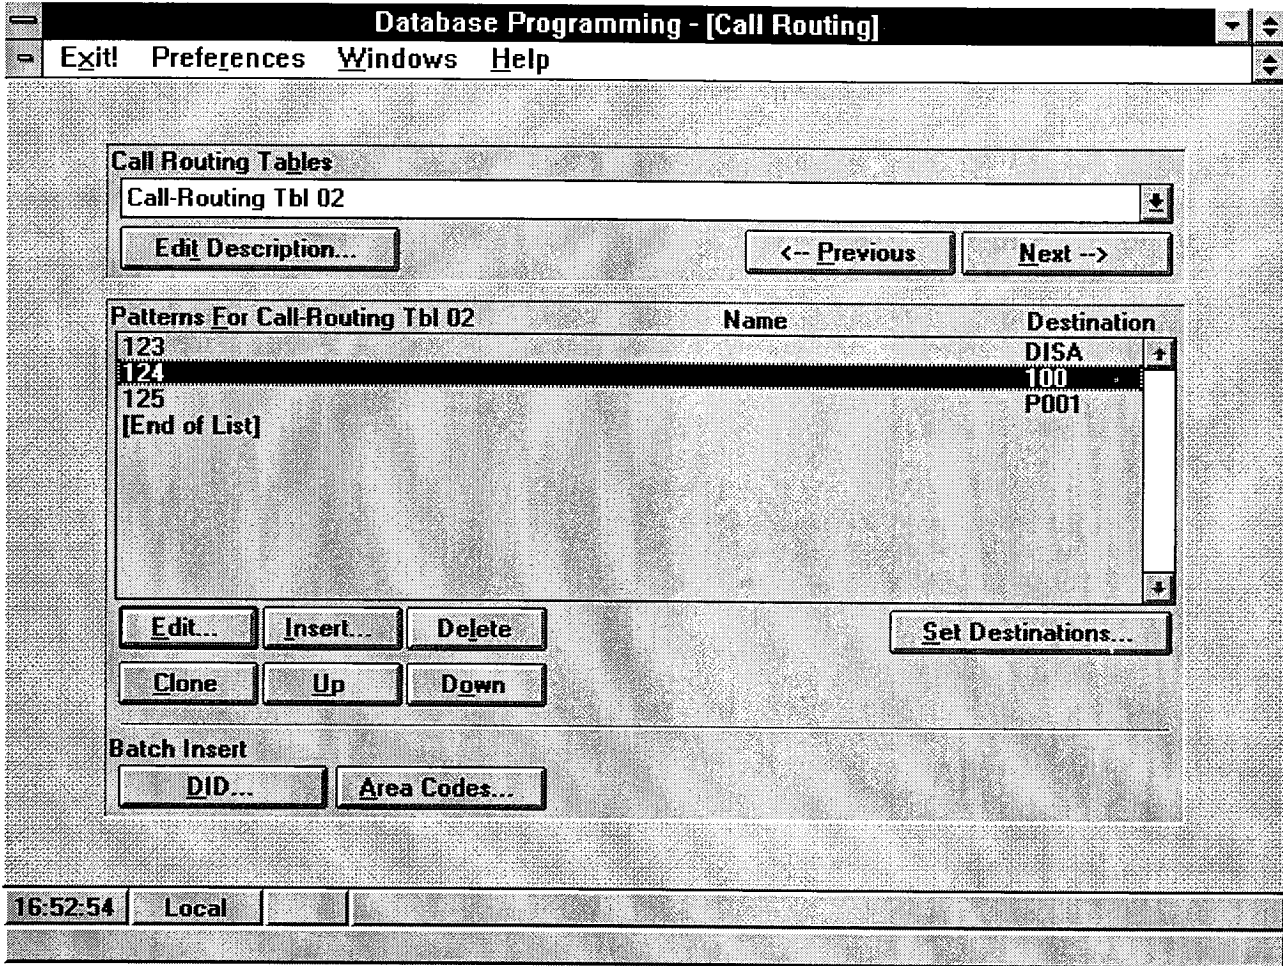 Database Programming - [Call Routing]
Exit! Preferences Windows Help
Call Routing Tables
Call-Routing Tbl 02
Edit Description... <-- Previous Next -->
Patterns For Call-Routing Tbl 02 Name Destination
123 DISA
124 100
125 P001
[End of List]
Edit... Insert... Delete Set Destinations...
Clone Up Down
Batch Insert
DID... Area Codes...
16:52:54 Local